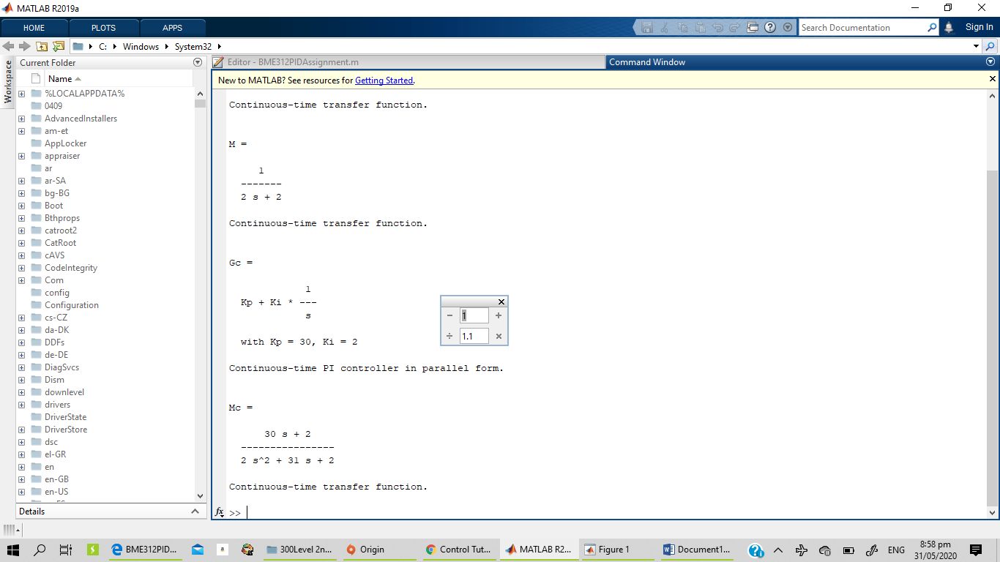 MATLAB R2019a
HOME PLOTS APPS
Search Documentation
Sign In
C: Windows System32
Workspace
Current Folder
Editor - BME312PIDAssignment.m
Command Window
Name
New to MATLAB? See resources for Getting Started.
%LOCALAPPDATA%
0409
AdvancedInstallers
am-et
AppLocker
appraiser
ar
ar-SA
bg-BG
Boot
Bthprops
catroot2
CatRoot
cAVS
CodeIntegrity
Com
config
Configuration
cs-CZ
da-DK
DDFs
de-DE
DiagSvcs
Dism
downlevel
drivers
DriverState
DriverStore
dsc
el-GR
en
en-GB
en-US
Details
Continuous-time transfer function.
M =
1
-------
2 s + 2
Continuous-time transfer function.
Gc =
1
Kp + Ki * ---
s
with Kp = 30, Ki = 2
Continuous-time PI controller in parallel form.
Mc =
30 s + 2
----------------
2 s^2 + 31 s + 2
Continuous-time transfer function.
fx >>
− 1 +
÷ 1.1 ×
BME312PID...
a
300Level 2n...
Origin
Control Tut...
MATLAB R2...
Figure 1
Document1...
ENG
8:58 pm
31/05/2020